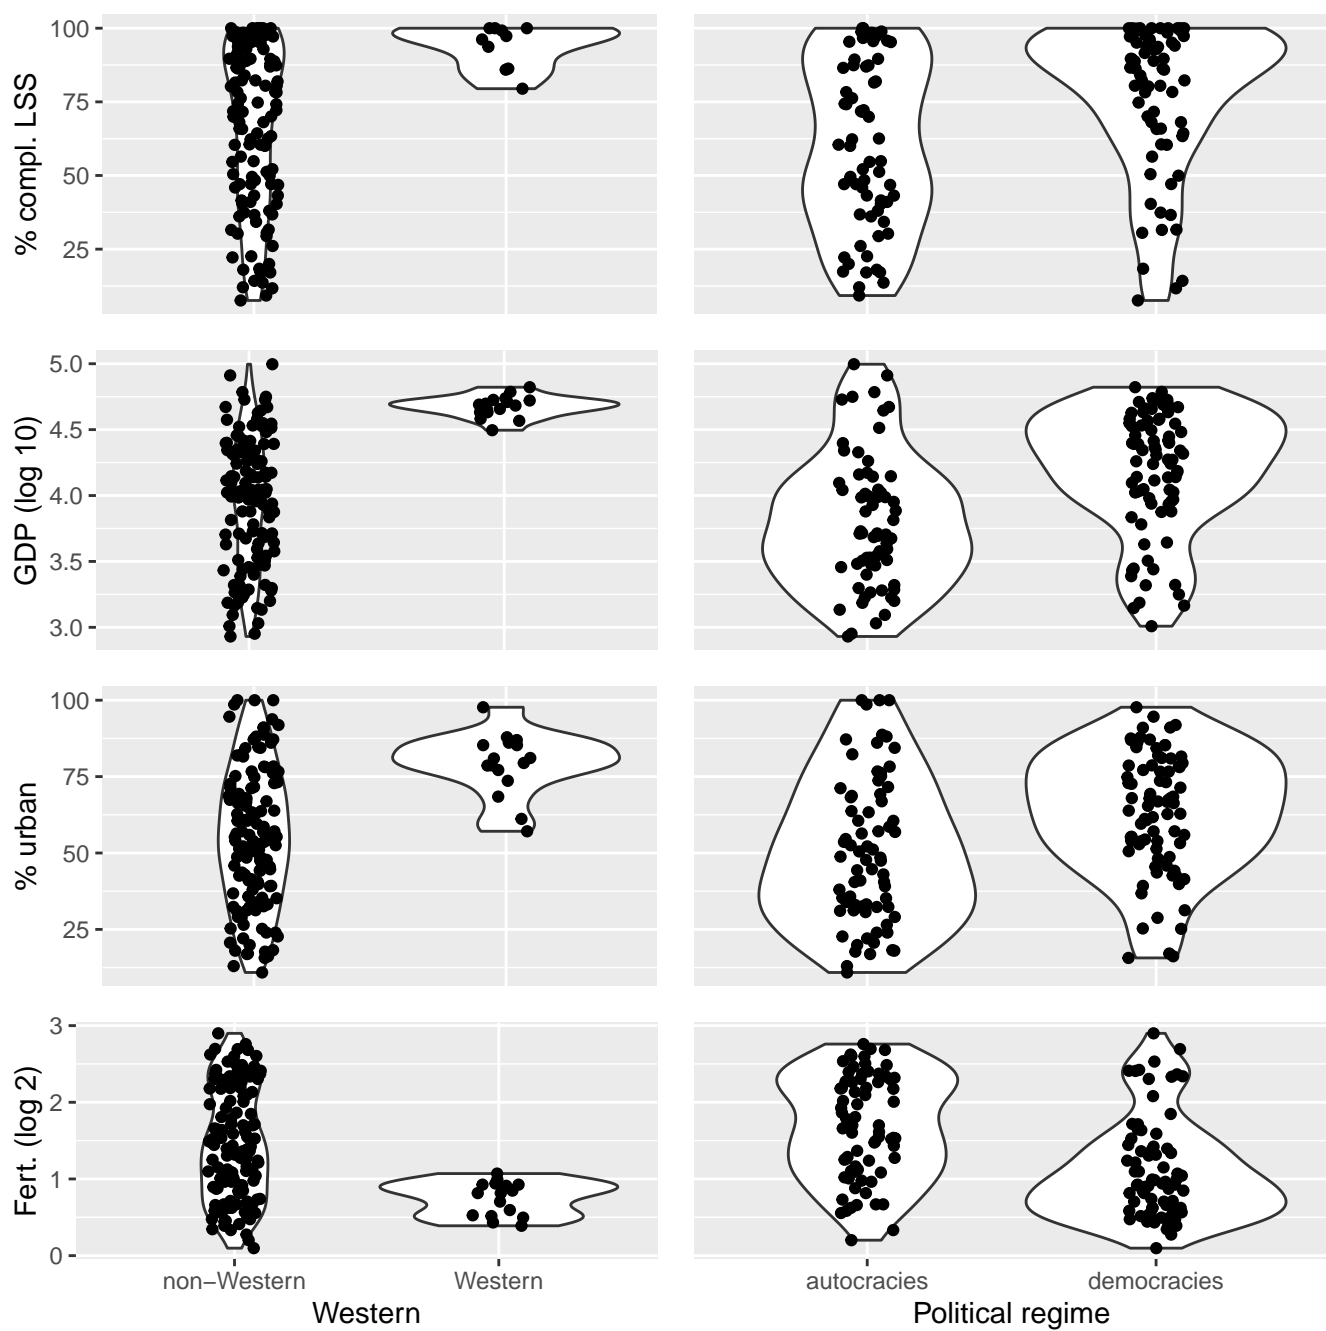 % compl. LSS
100
75
50
25
GDP (log 10)
5.0
4.5
4.0
3.5
3.0
% urban
100
75
50
25
Fert. (log 2)
3
2
1
0
non−Western Western autocracies democracies
Western Political regime